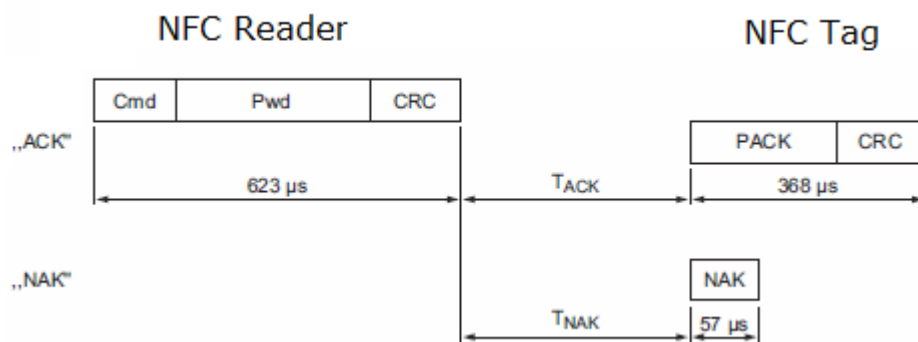 NFC Reader NFC Tag
Cmd Pwd CRC
„ACK" PACK CRC
623 µs TACK 368 µs
„NAK" NAK
TNAK 57 µs